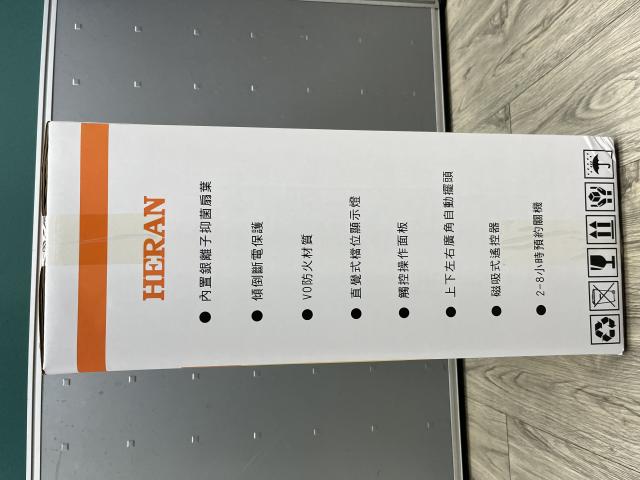 HERAN
● 內置銀離子抑菌扇葉
● 傾倒斷電保護
● V0防火材質
● 直覺式檔位顯示燈
● 觸控操作面板
● 上下左右廣角自動擺頭
● 磁吸式遙控器
● 2-8小時預約關機